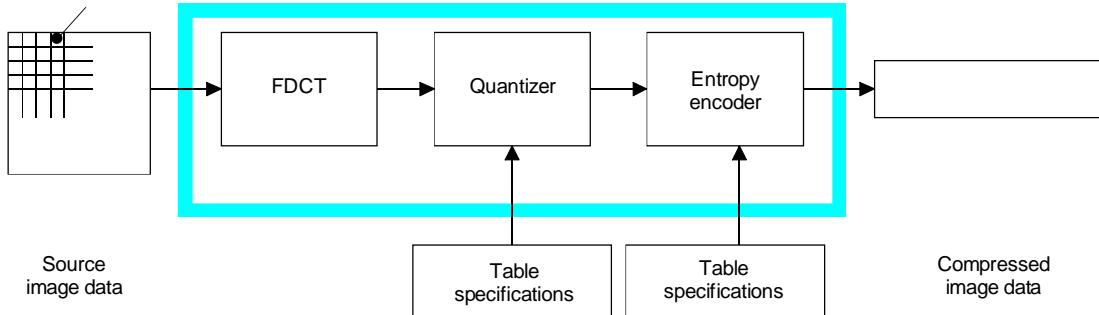 FDCT
Quantizer
Entropy
encoder
Source
image data
Table
specifications
Table
specifications
Compressed
image data